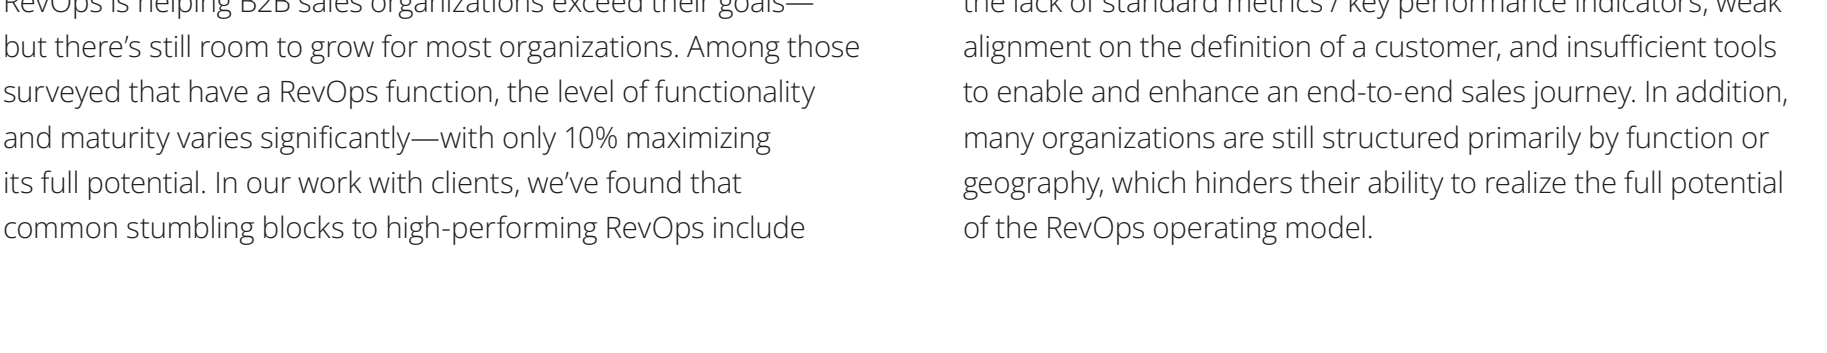 RevOps is helping B2B sales organizations exceed their goals—
but there’s still room to grow for most organizations. Among those
surveyed that have a RevOps function, the level of functionality
and maturity varies significantly—with only 10% maximizing
its full potential. In our work with clients, we’ve found that
common stumbling blocks to high-performing RevOps include
the lack of standard metrics / key performance indicators, weak
alignment on the definition of a customer, and insufficient tools
to enable and enhance an end-to-end sales journey. In addition,
many organizations are still structured primarily by function or
geography, which hinders their ability to realize the full potential
of the RevOps operating model.